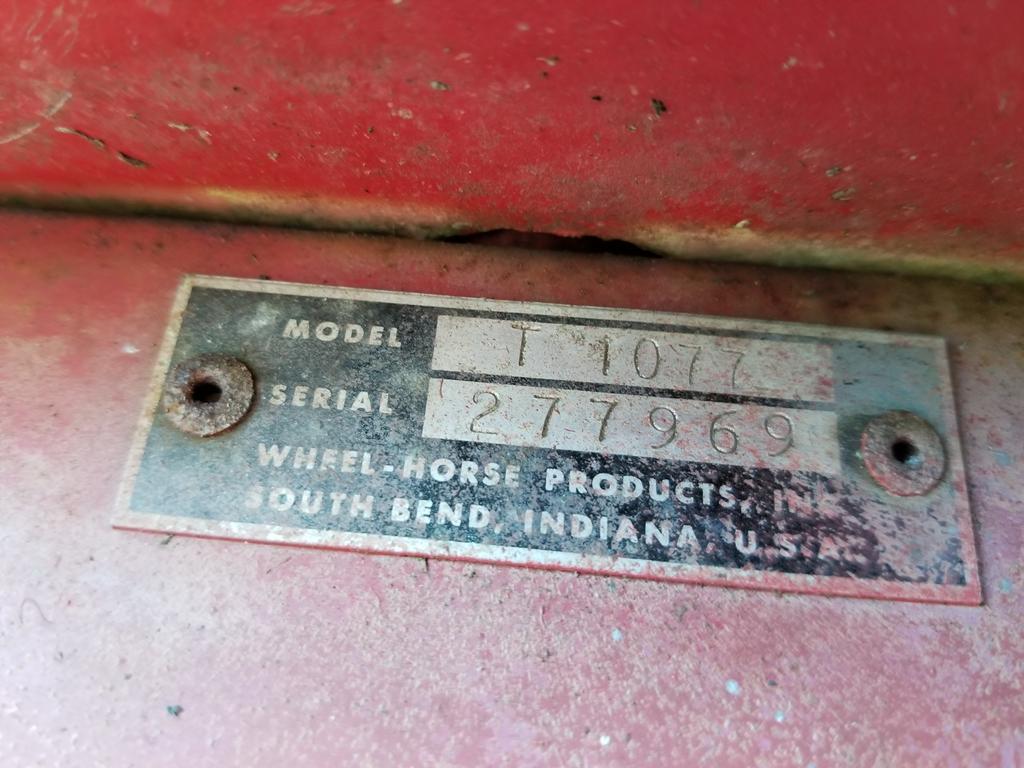 MODEL T 1077
SERIAL 277969
WHEEL-HORSE PRODUCTS, INC.
SOUTH BEND, INDIANA, U.S.A.